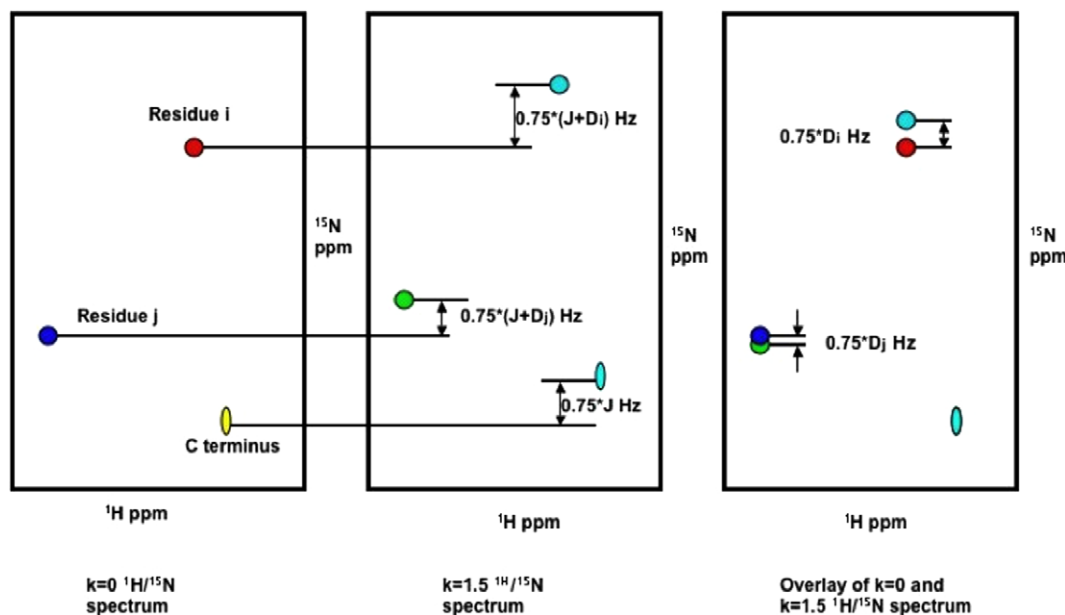 Residue i
Residue j
C terminus
¹⁵N
ppm
¹H ppm
k=0 ¹H/¹⁵N
spectrum
0.75*(J+Di) Hz
0.75*(J+Dj) Hz
0.75*J Hz
¹⁵N
ppm
¹H ppm
k=1.5 ¹ᴴ/¹⁵N
spectrum
0.75*Di Hz
0.75*Dj Hz
¹⁵N
ppm
¹H ppm
Overlay of k=0 and
k=1.5 ¹H/¹⁵N spectrum